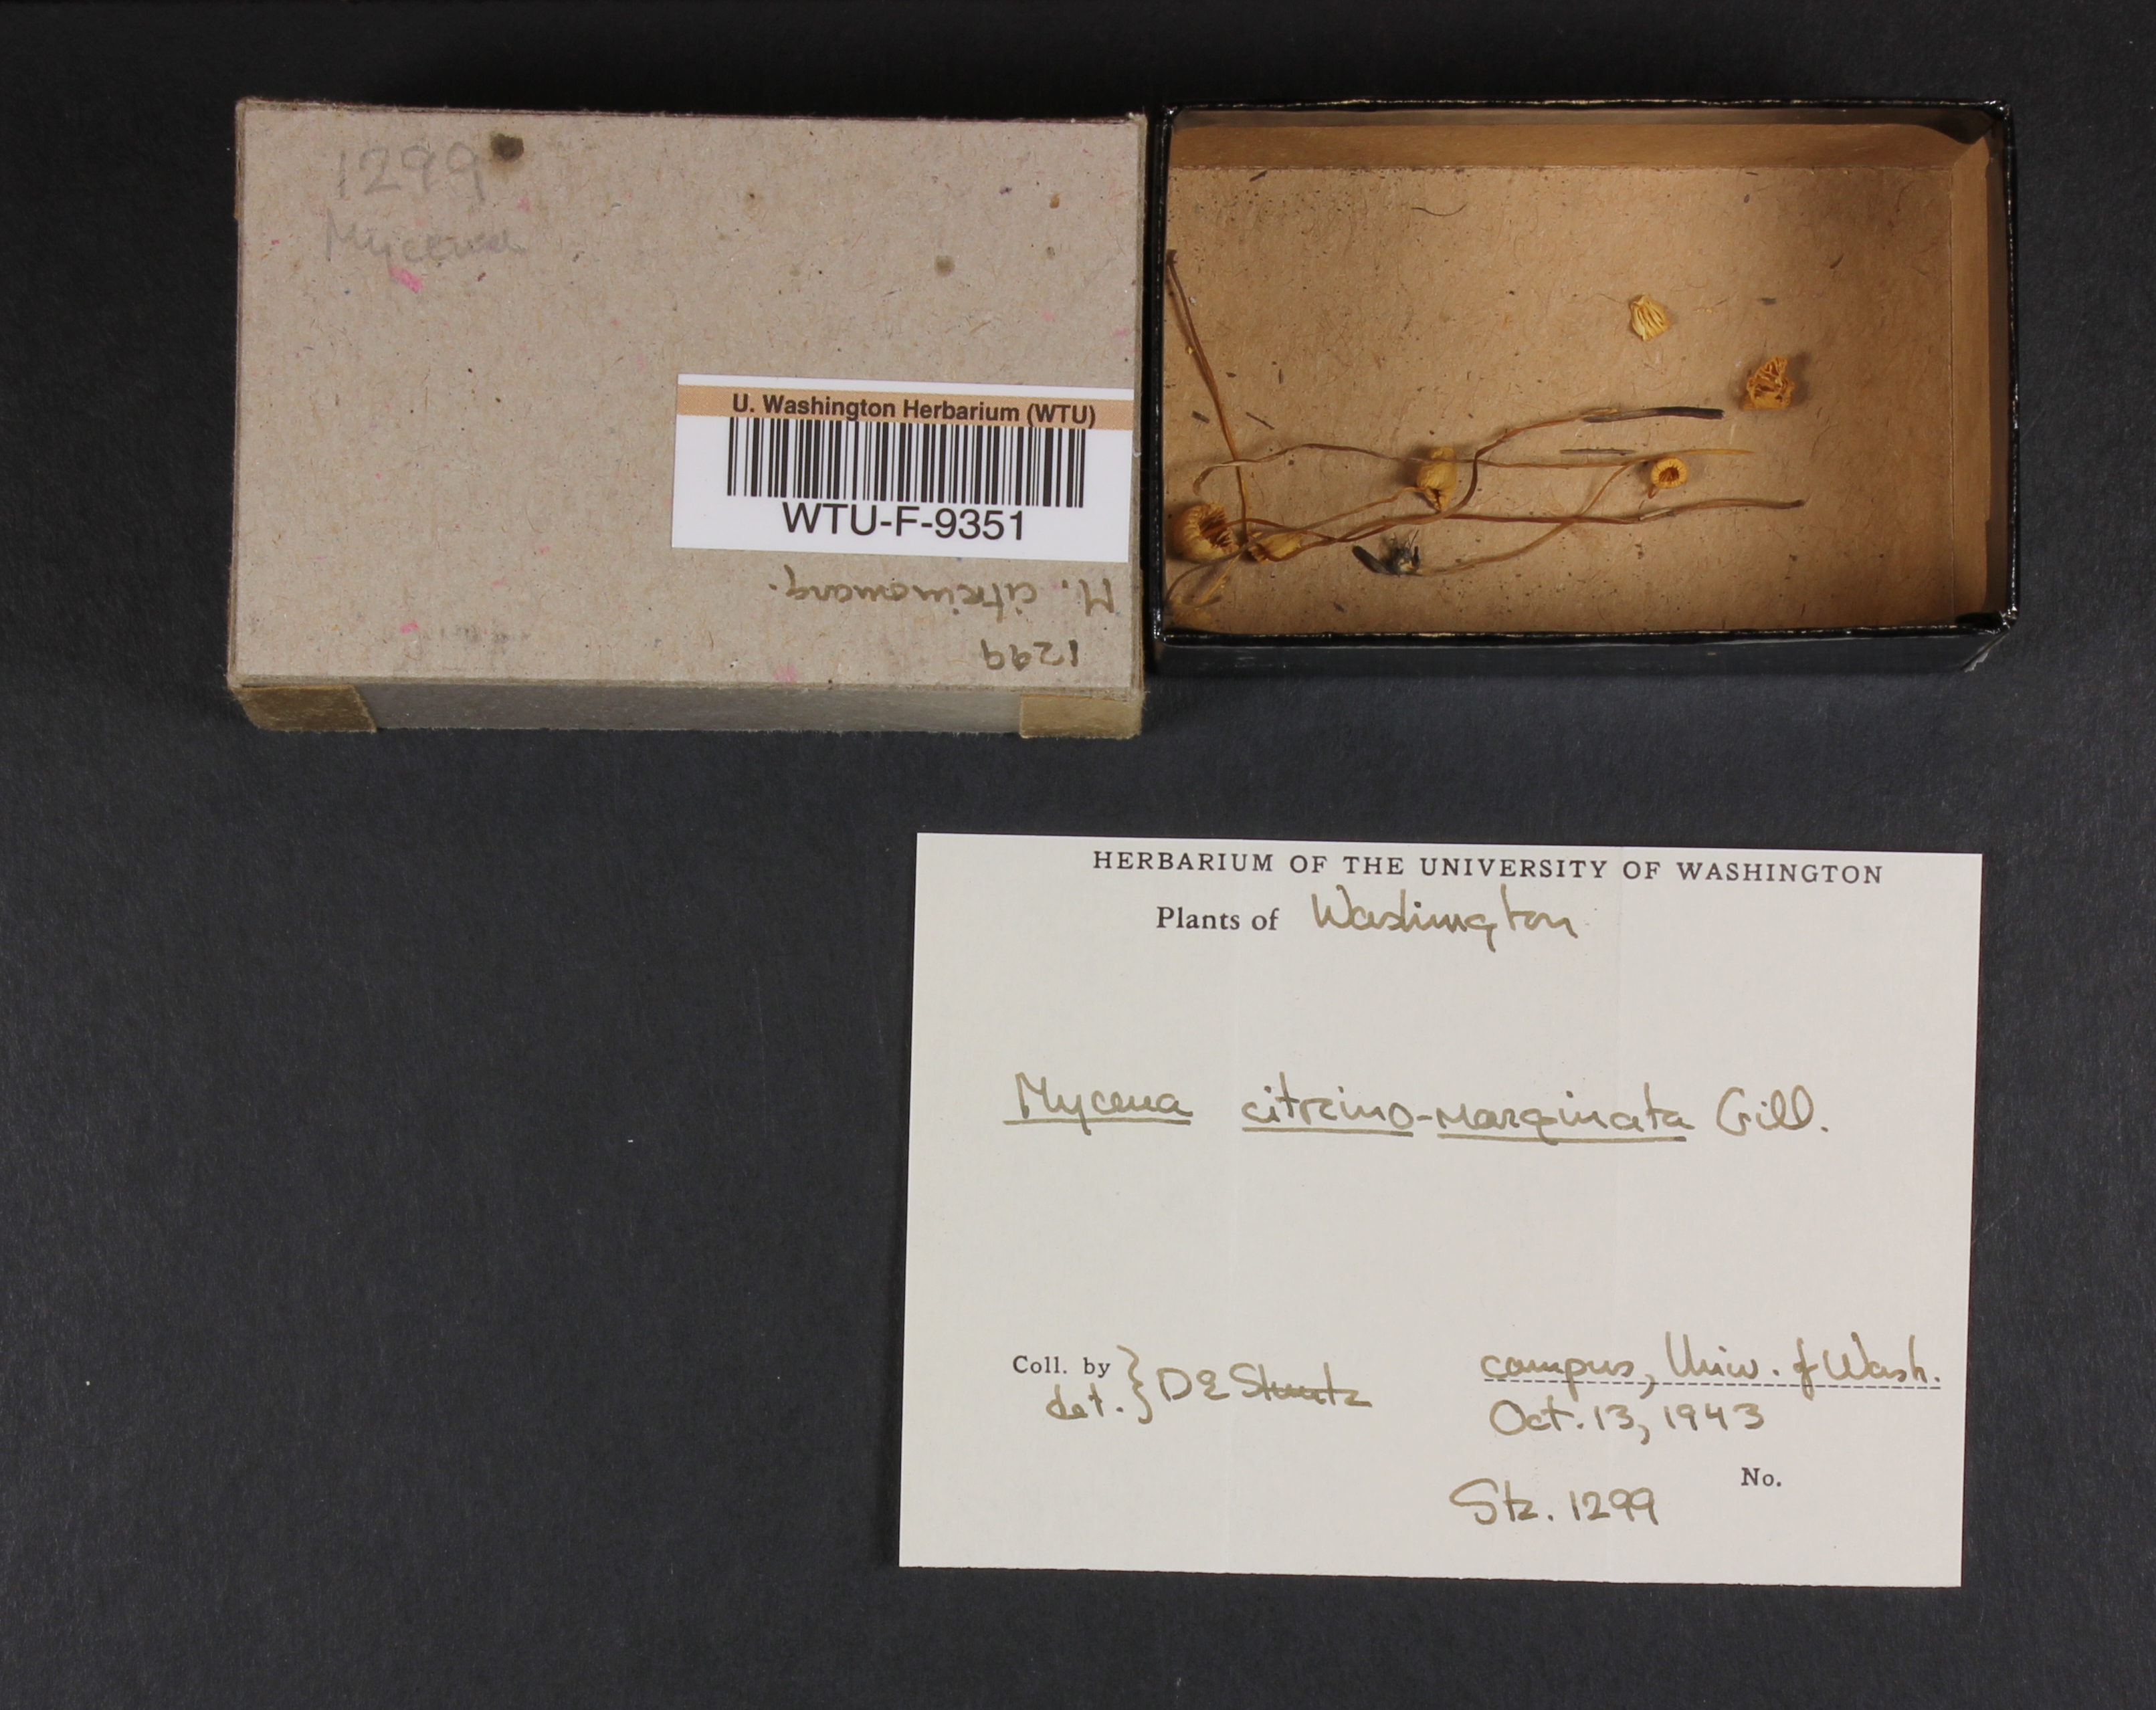 1299
Mycena
U. Washington Herbarium (WTU)
WTU-F-9351
1299
M. citrinomarg.
HERBARIUM OF THE UNIVERSITY OF WASHINGTON
Plants of Washington
Mycena citrino-marginata Gill.
Coll. by
det. } D E Stuntz
campus, Univ. of Wash.
Oct. 13, 1943
No.
Stz. 1299